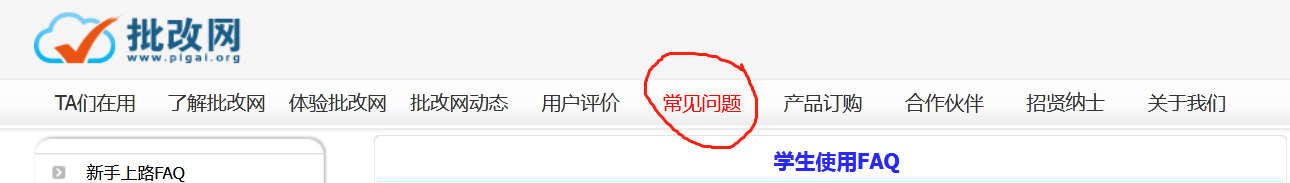 批改网
www.pigai.org
TA们在用 了解批改网 体验批改网 批改网动态 用户评价 常见问题 产品订购 合作伙伴 招贤纳士 关于我们
新手上路FAQ
学生使用FAQ